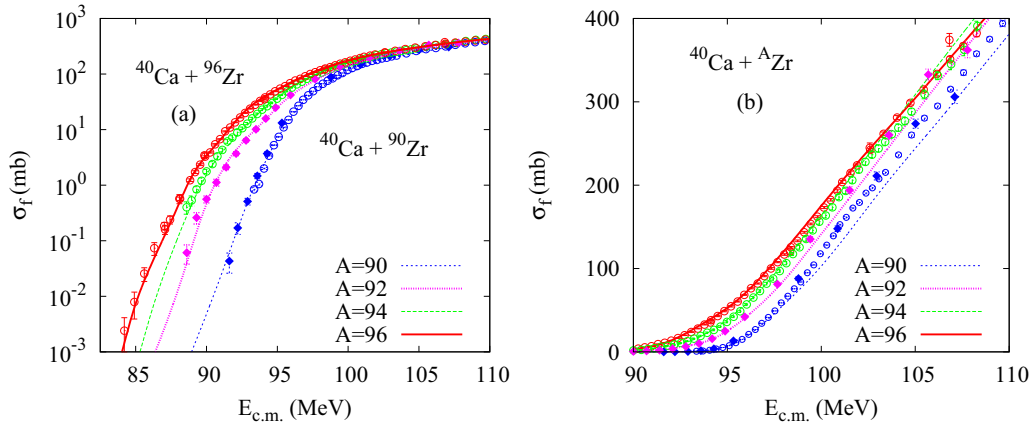 10³
10²
10¹
10⁰
10⁻¹
10⁻²
10⁻³
σf (mb)
⁴⁰Ca + ⁹⁶Zr
(a)
⁴⁰Ca + ⁹⁰Zr
A=90
A=92
A=94
A=96
85 90 95 100 105 110
Ec.m. (MeV)
400
300
200
100
0
σf (mb)
⁴⁰Ca + ᴬZr
(b)
A=90
A=92
A=94
A=96
90 95 100 105 110
Ec.m. (MeV)